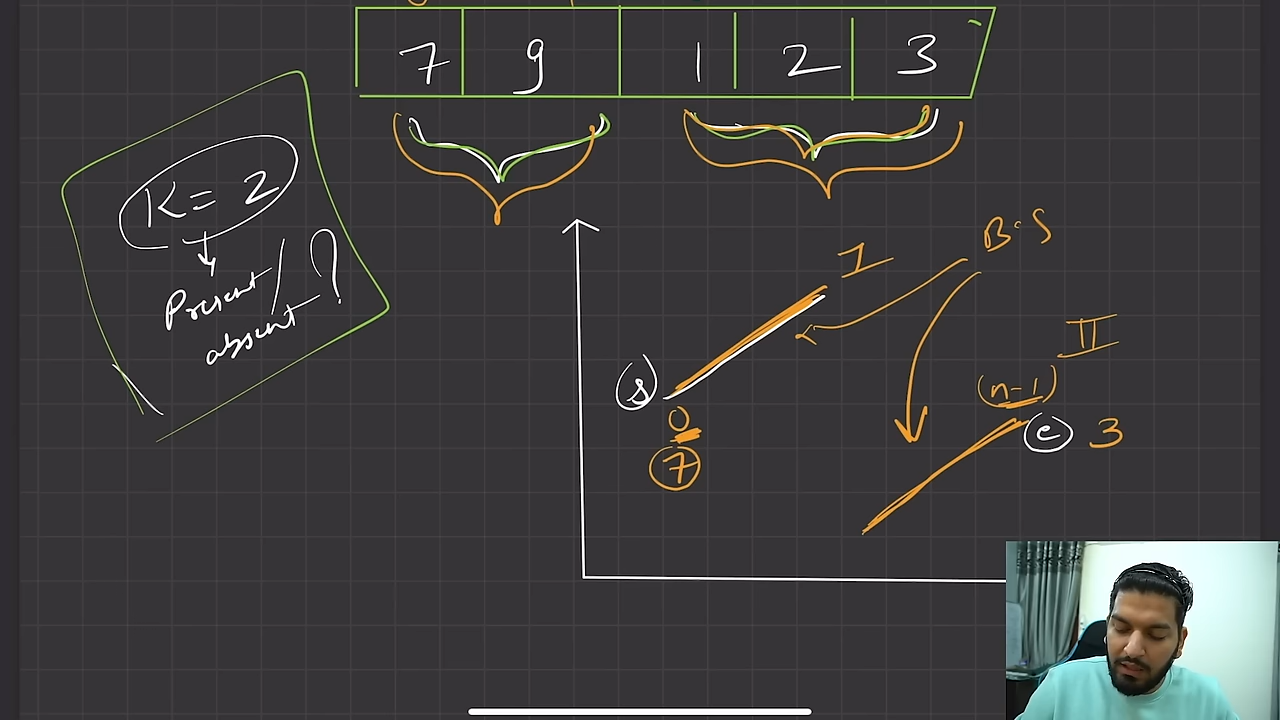 7 9 1 2 3
K = 2
Present/
absent ?
B.S
I
II
(n-1)
s
e 3
0
7